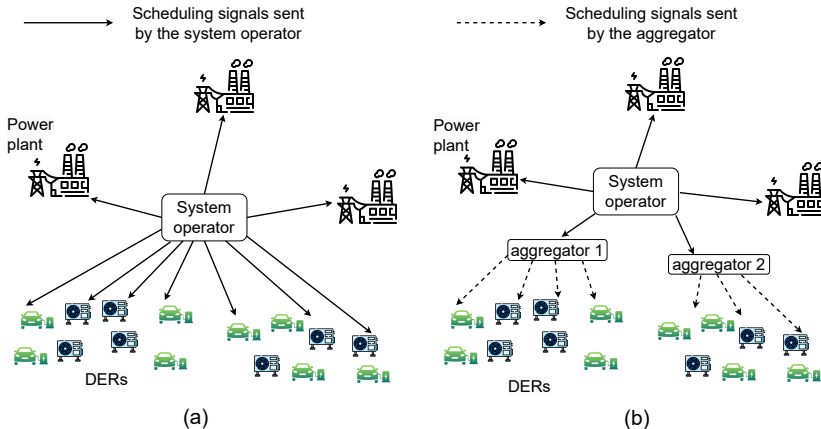 Scheduling signals sent
by the system operator
Scheduling signals sent
by the aggregator
Power
plant
System
operator
DERs
(a)
Power
plant
System
operator
aggregator 1
aggregator 2
DERs
(b)